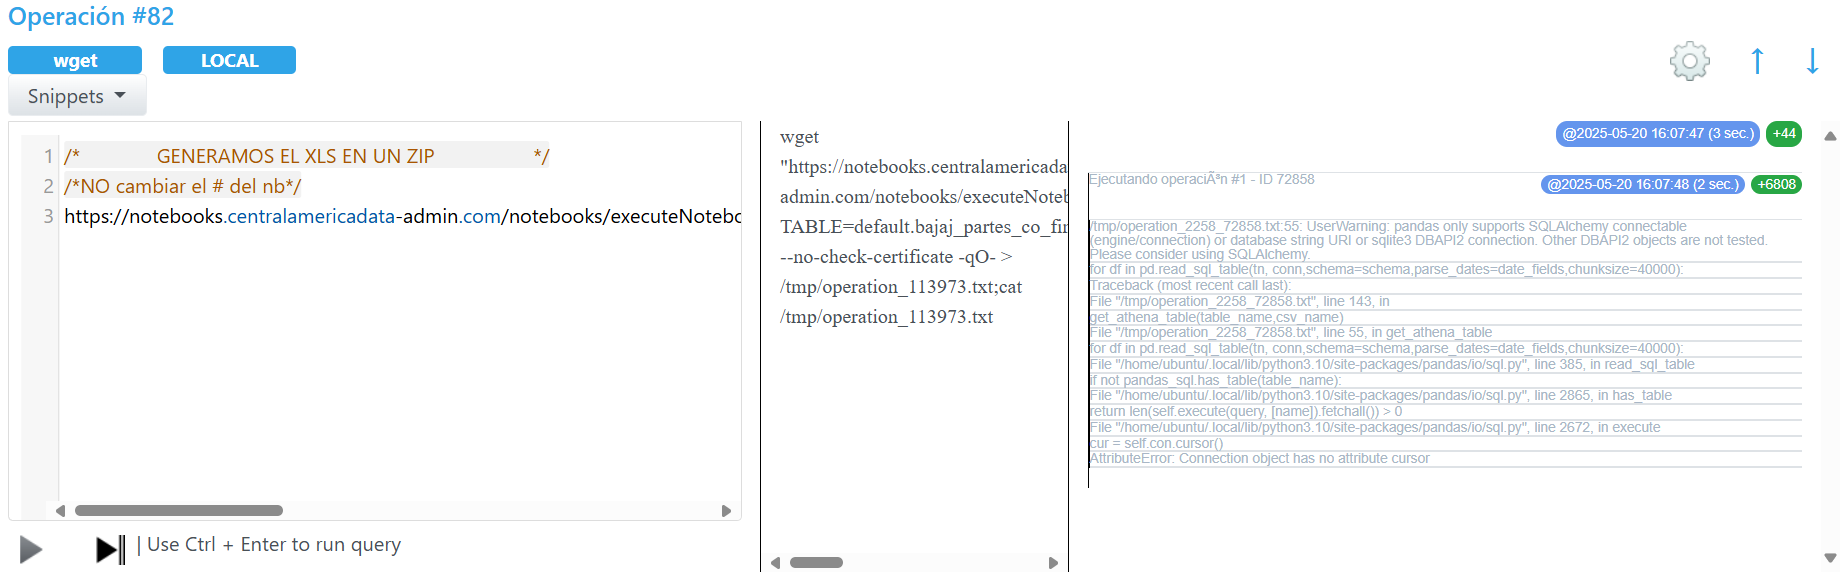 Operación #82
wget
LOCAL
Snippets
1 /* GENERAMOS EL XLS EN UN ZIP */
2 /*NO cambiar el # del nb*/
3 https://notebooks.centralamericadata-admin.com/notebooks/executeNotebo
| Use Ctrl + Enter to run query
wget
"https://notebooks.centralamericada
admin.com/notebooks/executeNoteb
TABLE=default.bajaj_partes_co_fin
--no-check-certificate -qO- >
/tmp/operation_113973.txt;cat
/tmp/operation_113973.txt
@2025-05-20 16:07:47 (3 sec.) +44
Ejecutando operaciÃ³n #1 - ID 72858
@2025-05-20 16:07:48 (2 sec.) +6808
/tmp/operation_2258_72858.txt:55: UserWarning: pandas only supports SQLAlchemy connectable
(engine/connection) or database string URI or sqlite3 DBAPI2 connection. Other DBAPI2 objects are not tested.
Please consider using SQLAlchemy.
for df in pd.read_sql_table(tn, conn,schema=schema,parse_dates=date_fields,chunksize=40000):
Traceback (most recent call last):
File "/tmp/operation_2258_72858.txt", line 143, in
get_athena_table(table_name,csv_name)
File "/tmp/operation_2258_72858.txt", line 55, in get_athena_table
for df in pd.read_sql_table(tn, conn,schema=schema,parse_dates=date_fields,chunksize=40000):
File "/home/ubuntu/.local/lib/python3.10/site-packages/pandas/io/sql.py", line 385, in read_sql_table
if not pandas_sql.has_table(table_name):
File "/home/ubuntu/.local/lib/python3.10/site-packages/pandas/io/sql.py", line 2865, in has_table
return len(self.execute(query, [name]).fetchall()) > 0
File "/home/ubuntu/.local/lib/python3.10/site-packages/pandas/io/sql.py", line 2672, in execute
cur = self.con.cursor()
AttributeError: Connection object has no attribute cursor